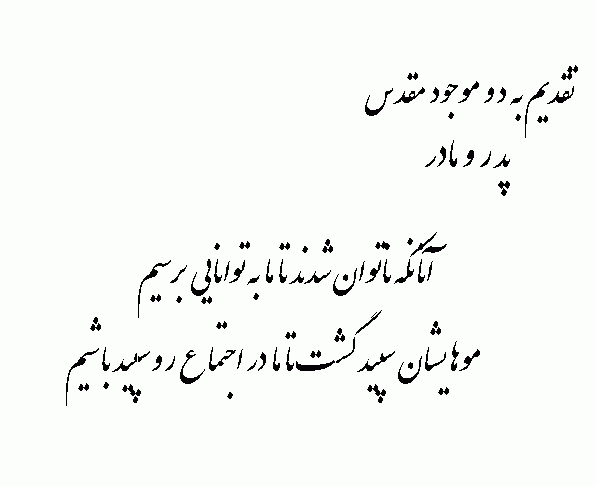 تقدیم به دو موجود مقدس
پدر و مادر
آنانکه ناتوان شدند تا ما به توانایی برسیم
موهایشان سپید گشت تا ما در اجتماع روسپید باشیم